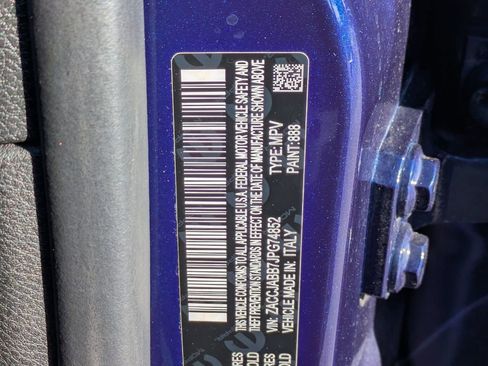 THIS VEHICLE CONFORMS TO ALL APPLICABLE U.S.A. FEDERAL MOTOR VEHICLE SAFETY AND
THEFT PREVENTION STANDARDS IN EFFECT ON THE DATE OF MANUFACTURE SHOWN ABOVE
VIN: ZACCJABB7JPG74852 TYPE: MPV
VEHICLE MADE IN: ITALY PAINT: 888